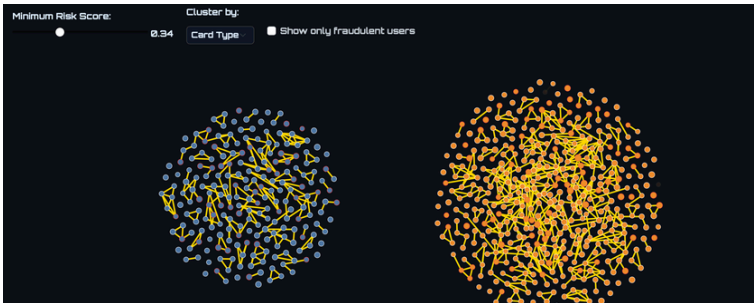 Minimum Risk Score:
0.34
Cluster by:
Card Type
Show only fraudulent users